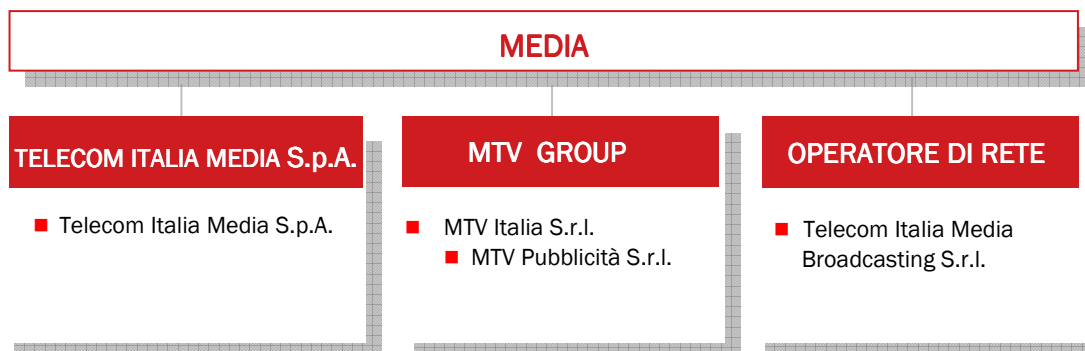 MEDIA
TELECOM ITALIA MEDIA S.p.A.
Telecom Italia Media S.p.A.
MTV GROUP
MTV Italia S.r.l.
MTV Pubblicità S.r.l.
OPERATORE DI RETE
Telecom Italia Media
Broadcasting S.r.l.